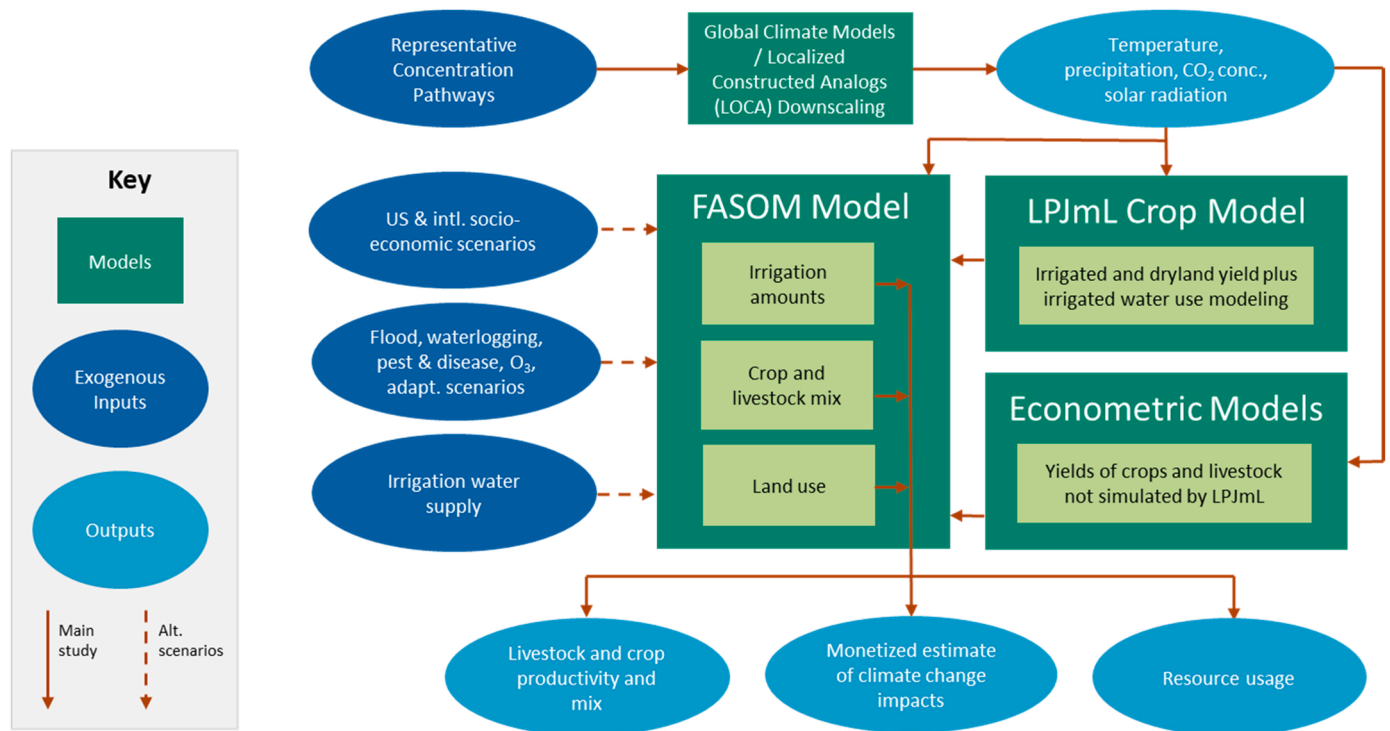 Representative
Concentration
Pathways
Global Climate Models
/ Localized
Constructed Analogs
(LOCA) Downscaling
Temperature,
precipitation, CO₂ conc.,
solar radiation
Key
Models
Exogenous
Inputs
Outputs
Main
study
Alt.
scenarios
US & intl. socio-
economic scenarios
Flood, waterlogging,
pest & disease, O₃,
adapt. scenarios
Irrigation water
supply
FASOM Model
Irrigation
amounts
Crop and
livestock mix
Land use
LPJmL Crop Model
Irrigated and dryland yield plus
irrigated water use modeling
Econometric Models
Yields of crops and livestock
not simulated by LPJmL
Livestock and crop
productivity and
mix
Monetized estimate
of climate change
impacts
Resource usage